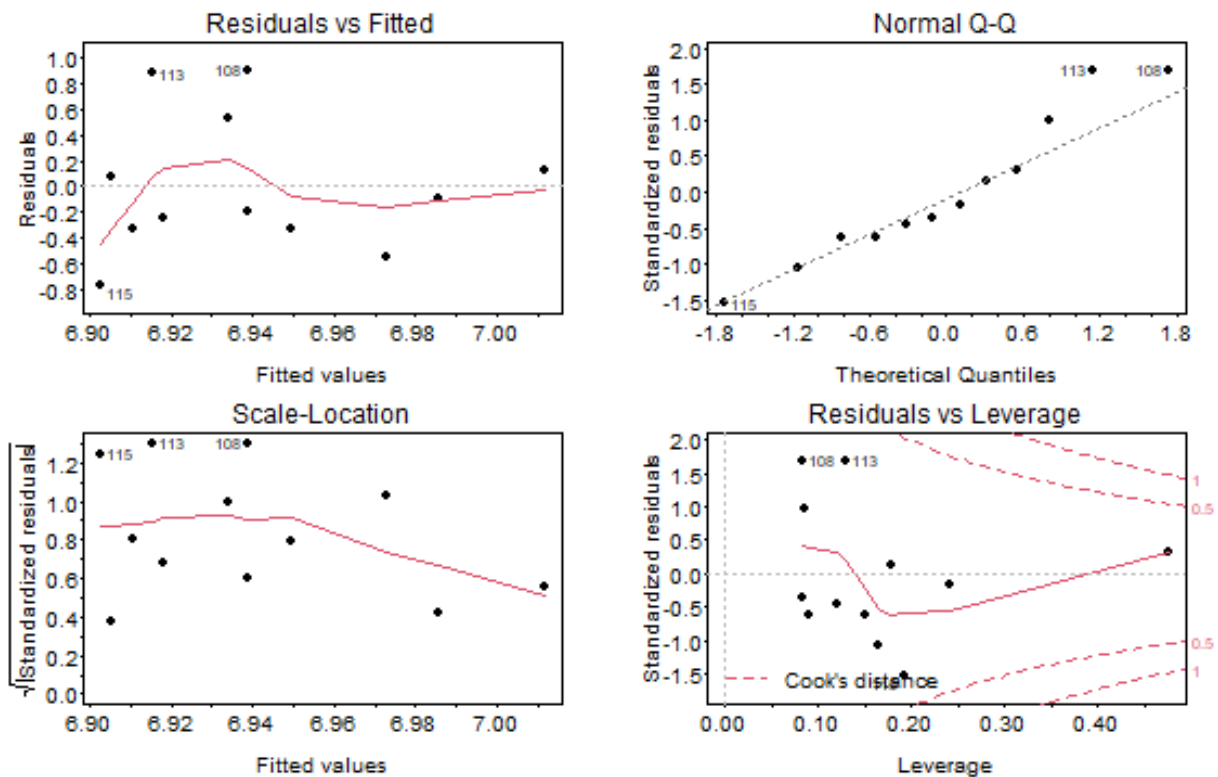 Residuals vs Fitted
Residuals
1.0
0.8
0.6
0.4
0.2
0.0
-0.2
-0.4
-0.6
-0.8
113
108
115
6.90 6.92 6.94 6.96 6.98 7.00
Fitted values
Normal Q-Q
Standardized residuals
2.0
1.5
1.0
0.5
0.0
-0.5
-1.0
-1.5
113
108
115
-1.8 -1.2 -0.6 0.0 0.6 1.2 1.8
Theoretical Quantiles
Scale-Location
√|Standardized residuals|
1.2
1.0
0.8
0.6
0.4
0.2
0.0
115
113
108
6.90 6.92 6.94 6.96 6.98 7.00
Fitted values
Residuals vs Leverage
Standardized residuals
2.0
1.5
1.0
0.5
0.0
-0.5
-1.0
-1.5
108
113
1
0.5
0.5
1
Cook's distance
0.00 0.10 0.20 0.30 0.40
Leverage